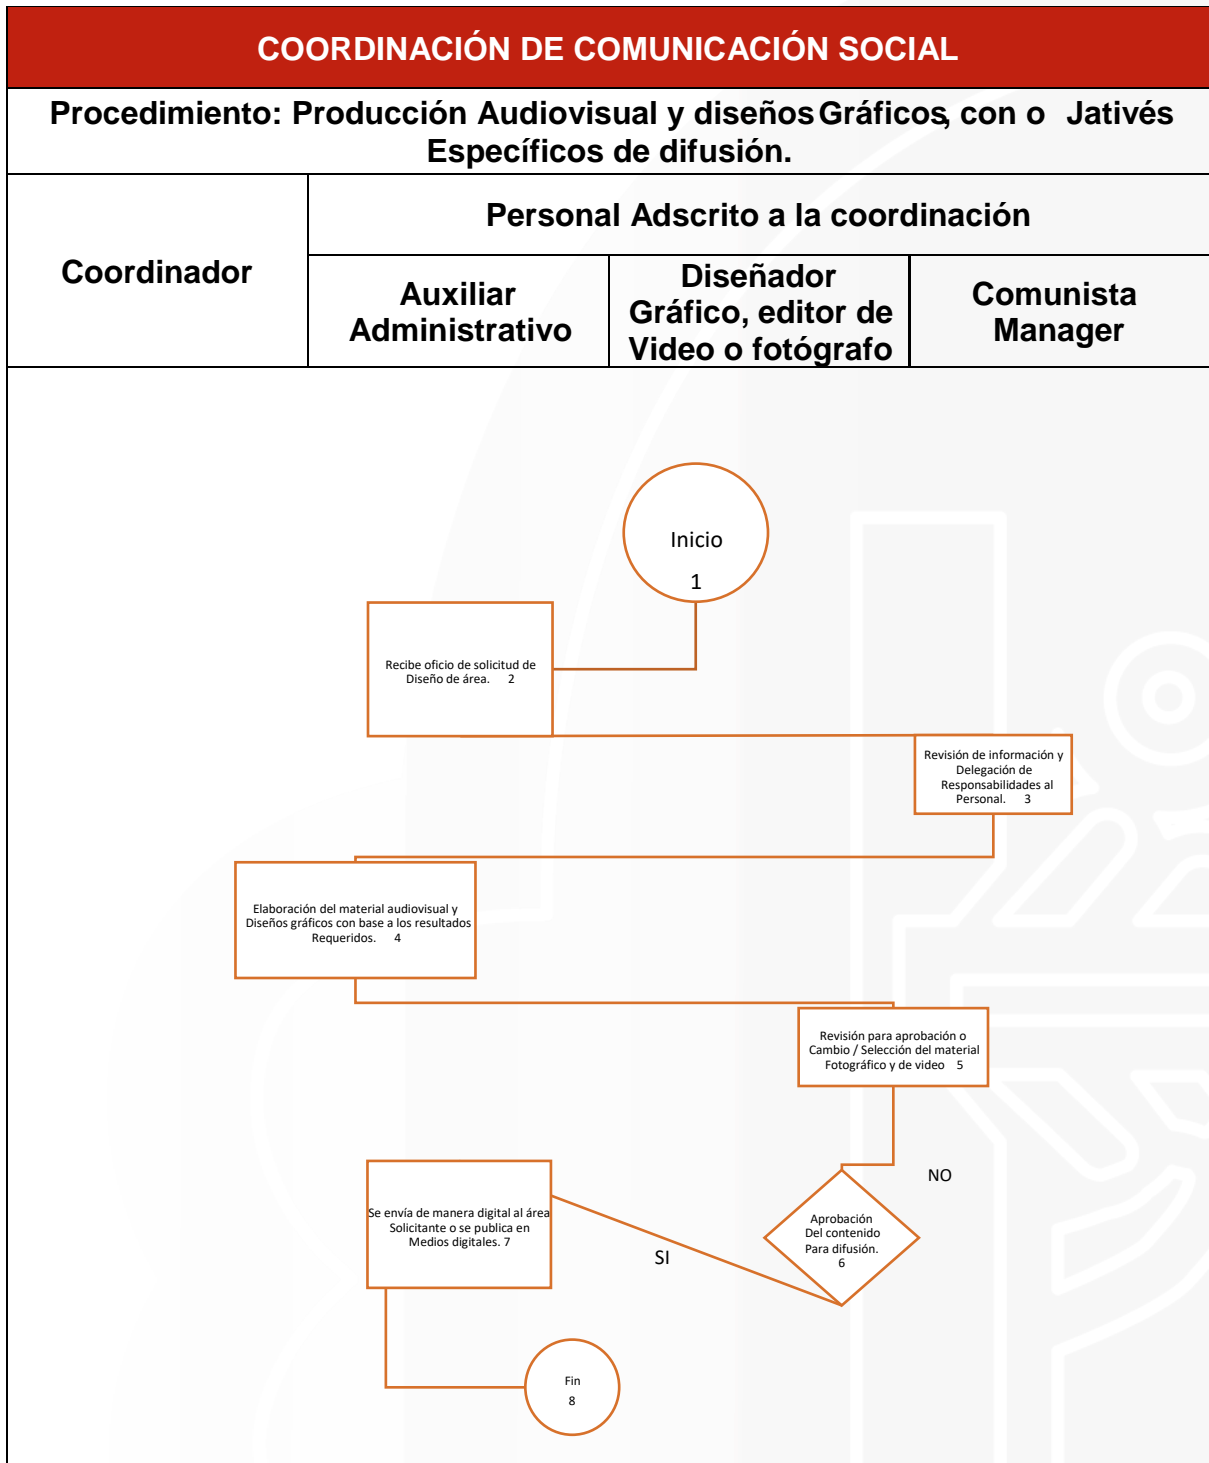 COORDINACIÓN DE COMUNICACIÓN SOCIAL
Procedimiento: Producción Audiovisual y diseños Gráficos, con o Jativés
Específicos de difusión.
Coordinador
Personal Adscrito a la coordinación
Auxiliar
Administrativo
Diseñador
Gráfico, editor de
Video o fotógrafo
Comunista
Manager
Inicio
1
Recibe oficio de solicitud de
Diseño de área. 2
Revisión de información y
Delegación de
Responsabilidades al
Personal. 3
Elaboración del material audiovisual y
Diseños gráficos con base a los resultados
Requeridos. 4
Revisión para aprobación o
Cambio / Selección del material
Fotográfico y de video 5
NO
Aprobación
Del contenido
Para difusión.
6
SI
Se envía de manera digital al área
Solicitante o se publica en
Medios digitales. 7
Fin
8